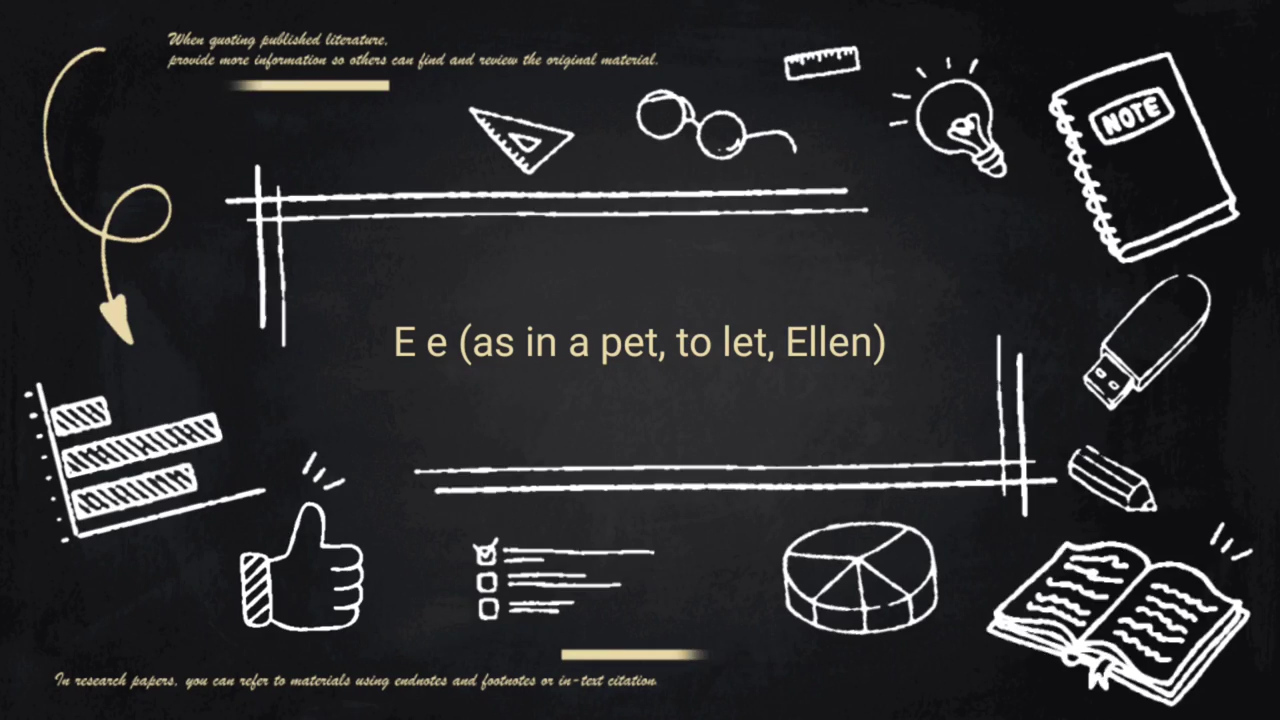 When quoting published literature,
provide more information so others can find and review the original material.
NOTE
E e (as in a pet, to let, Ellen)
In research papers, you can refer to materials using endnotes and footnotes or in-text citation.